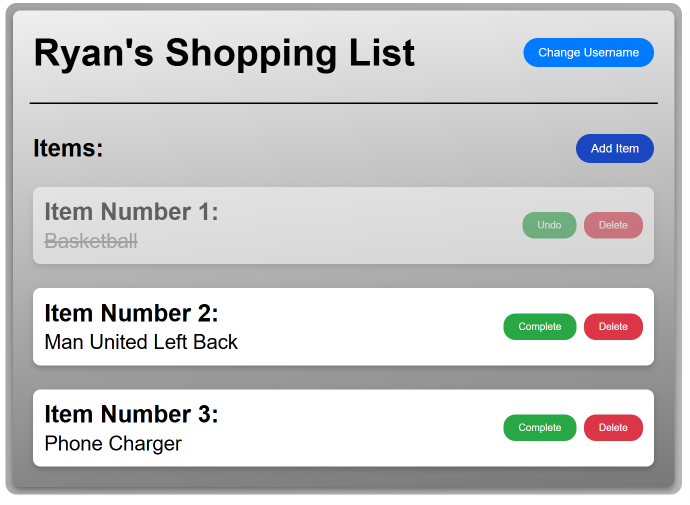 Ryan's Shopping List
Change Username
Items:
Add Item
Item Number 1:
Basketball
Undo
Delete
Item Number 2:
Man United Left Back
Complete
Delete
Item Number 3:
Phone Charger
Complete
Delete